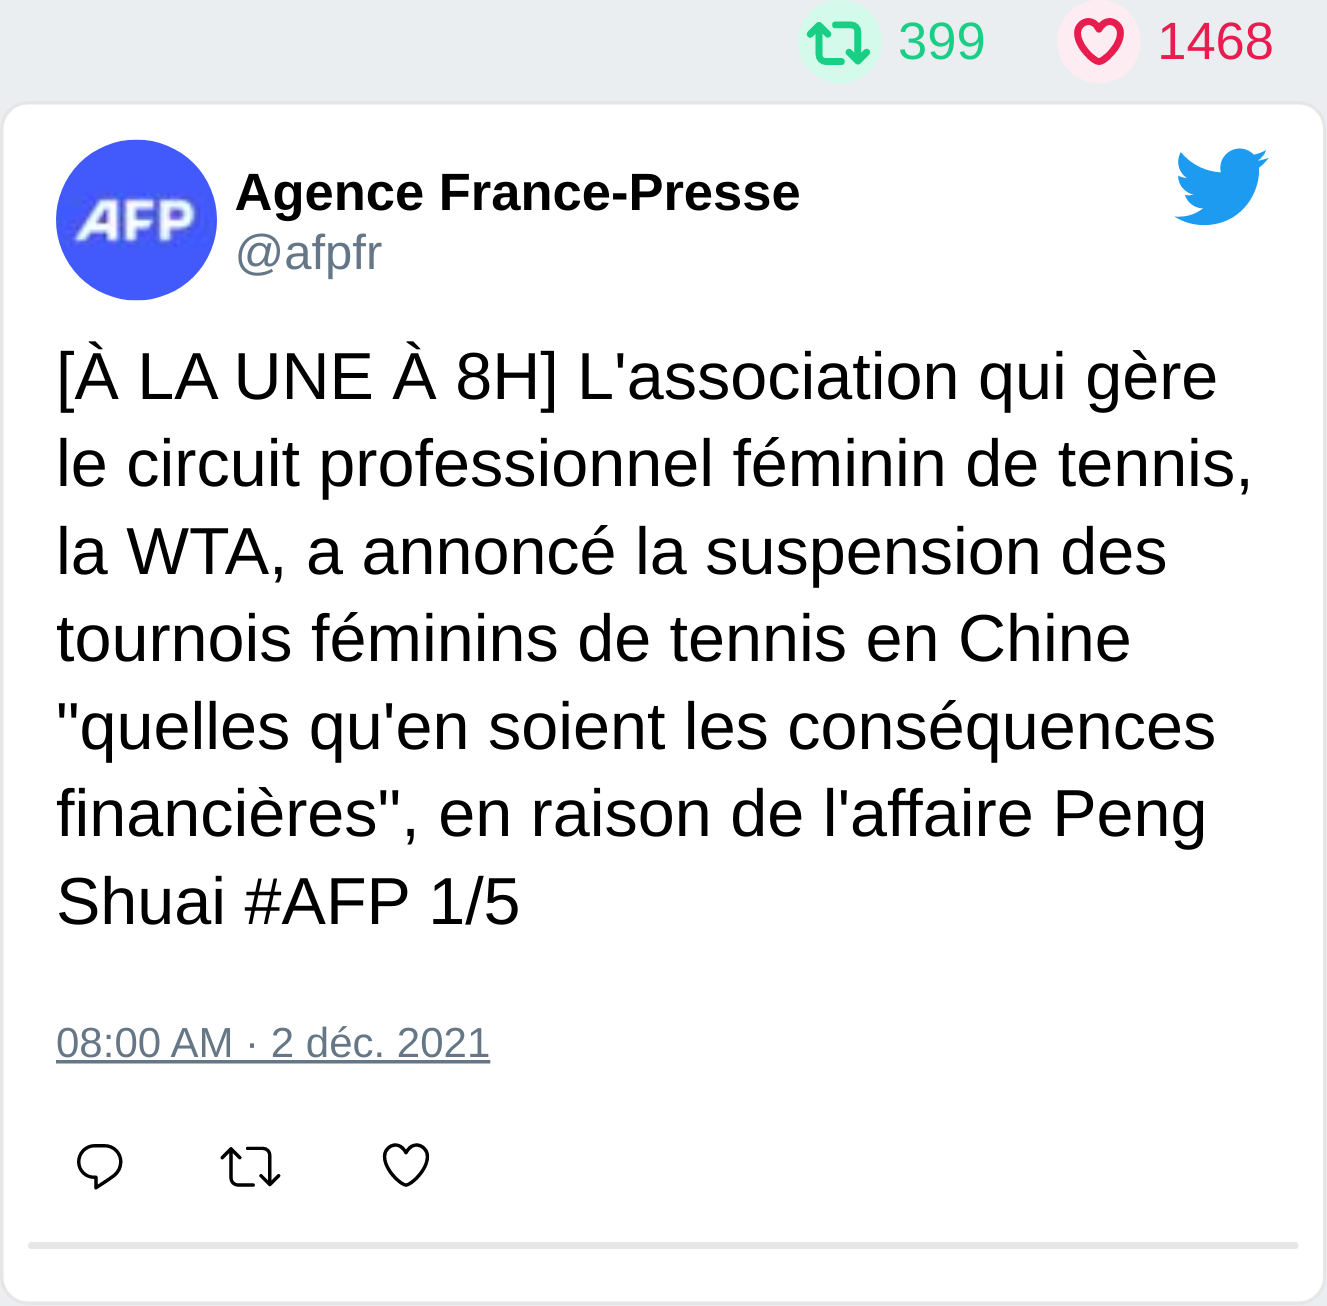 399 1468
AFP
Agence France-Presse
@afpfr
[À LA UNE À 8H] L'association qui gère
le circuit professionnel féminin de tennis,
la WTA, a annoncé la suspension des
tournois féminins de tennis en Chine
"quelles qu'en soient les conséquences
financières", en raison de l'affaire Peng
Shuai #AFP 1/5
08:00 AM · 2 déc. 2021